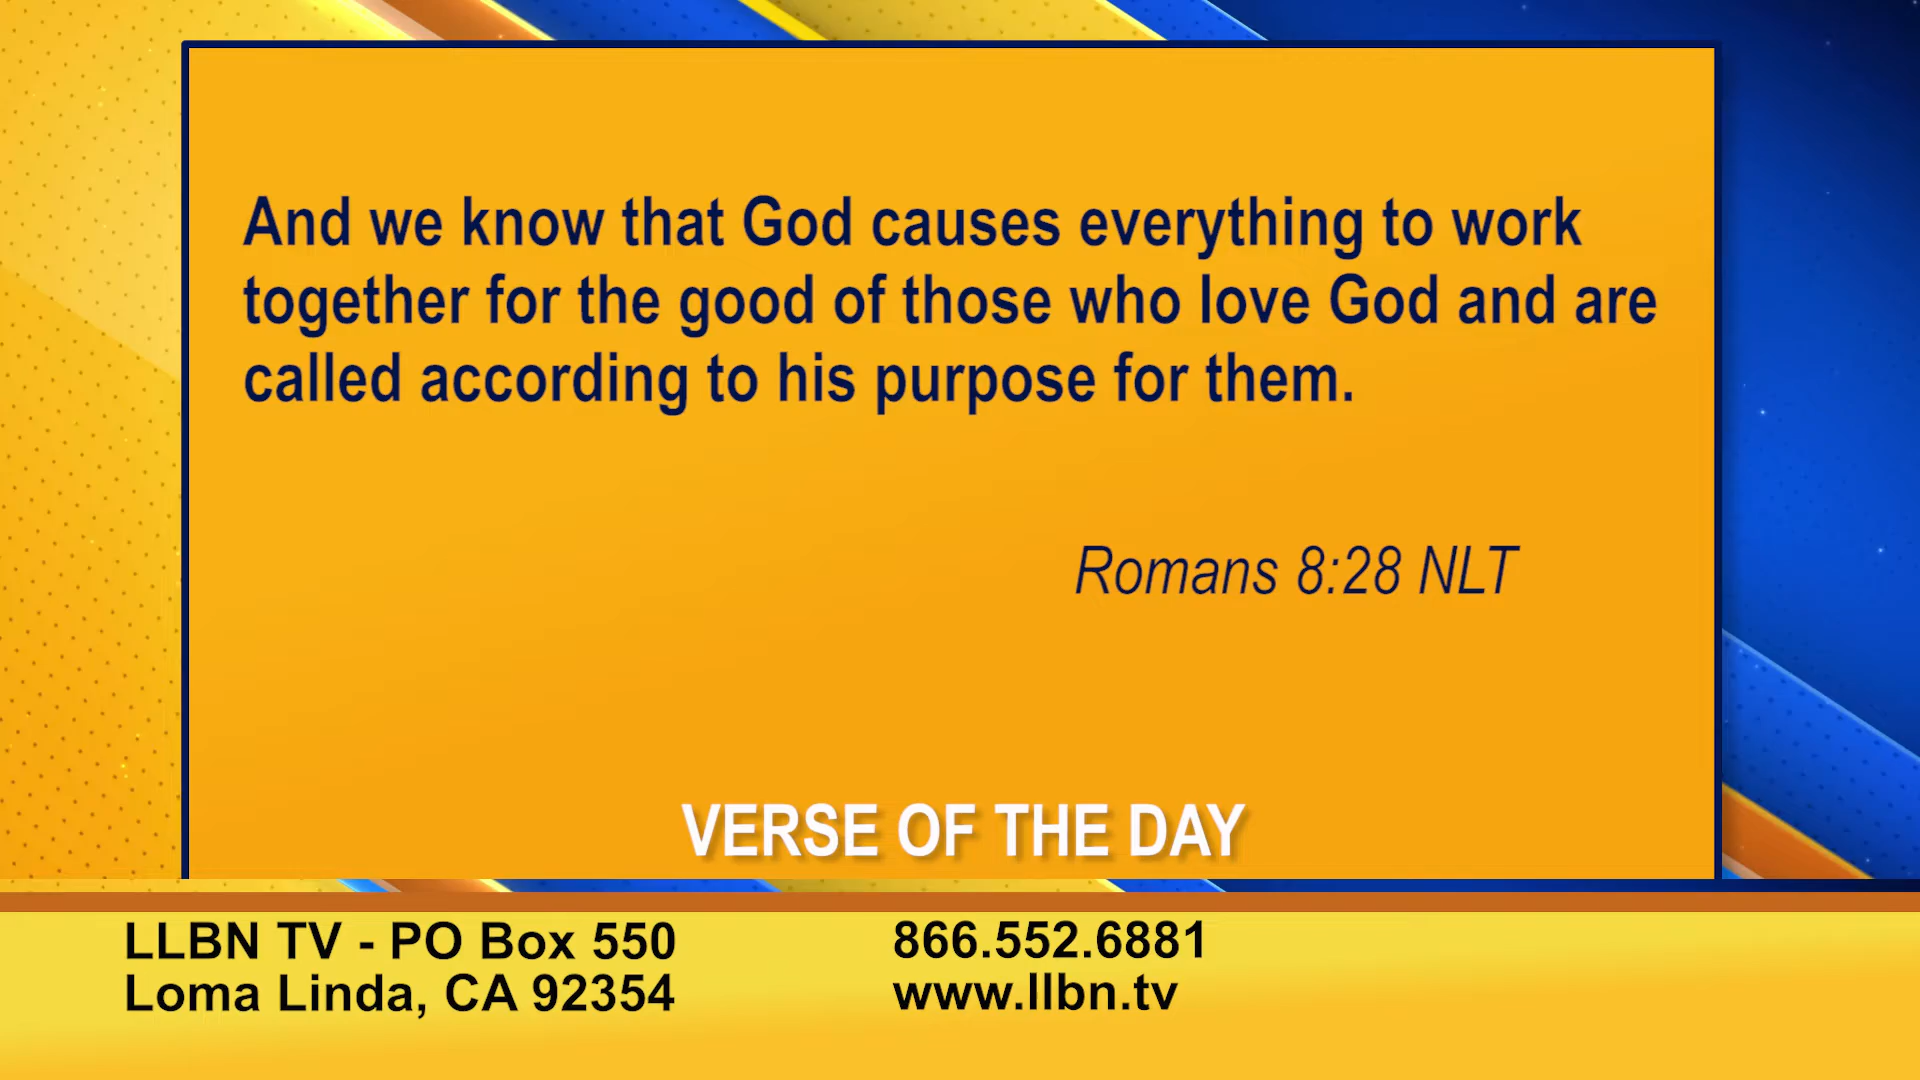 And we know that God causes everything to work
together for the good of those who love God and are
called according to his purpose for them.
Romans 8:28 NLT
VERSE OF THE DAY
LLBN TV - PO Box 550
Loma Linda, CA 92354
866.552.6881
www.llbn.tv